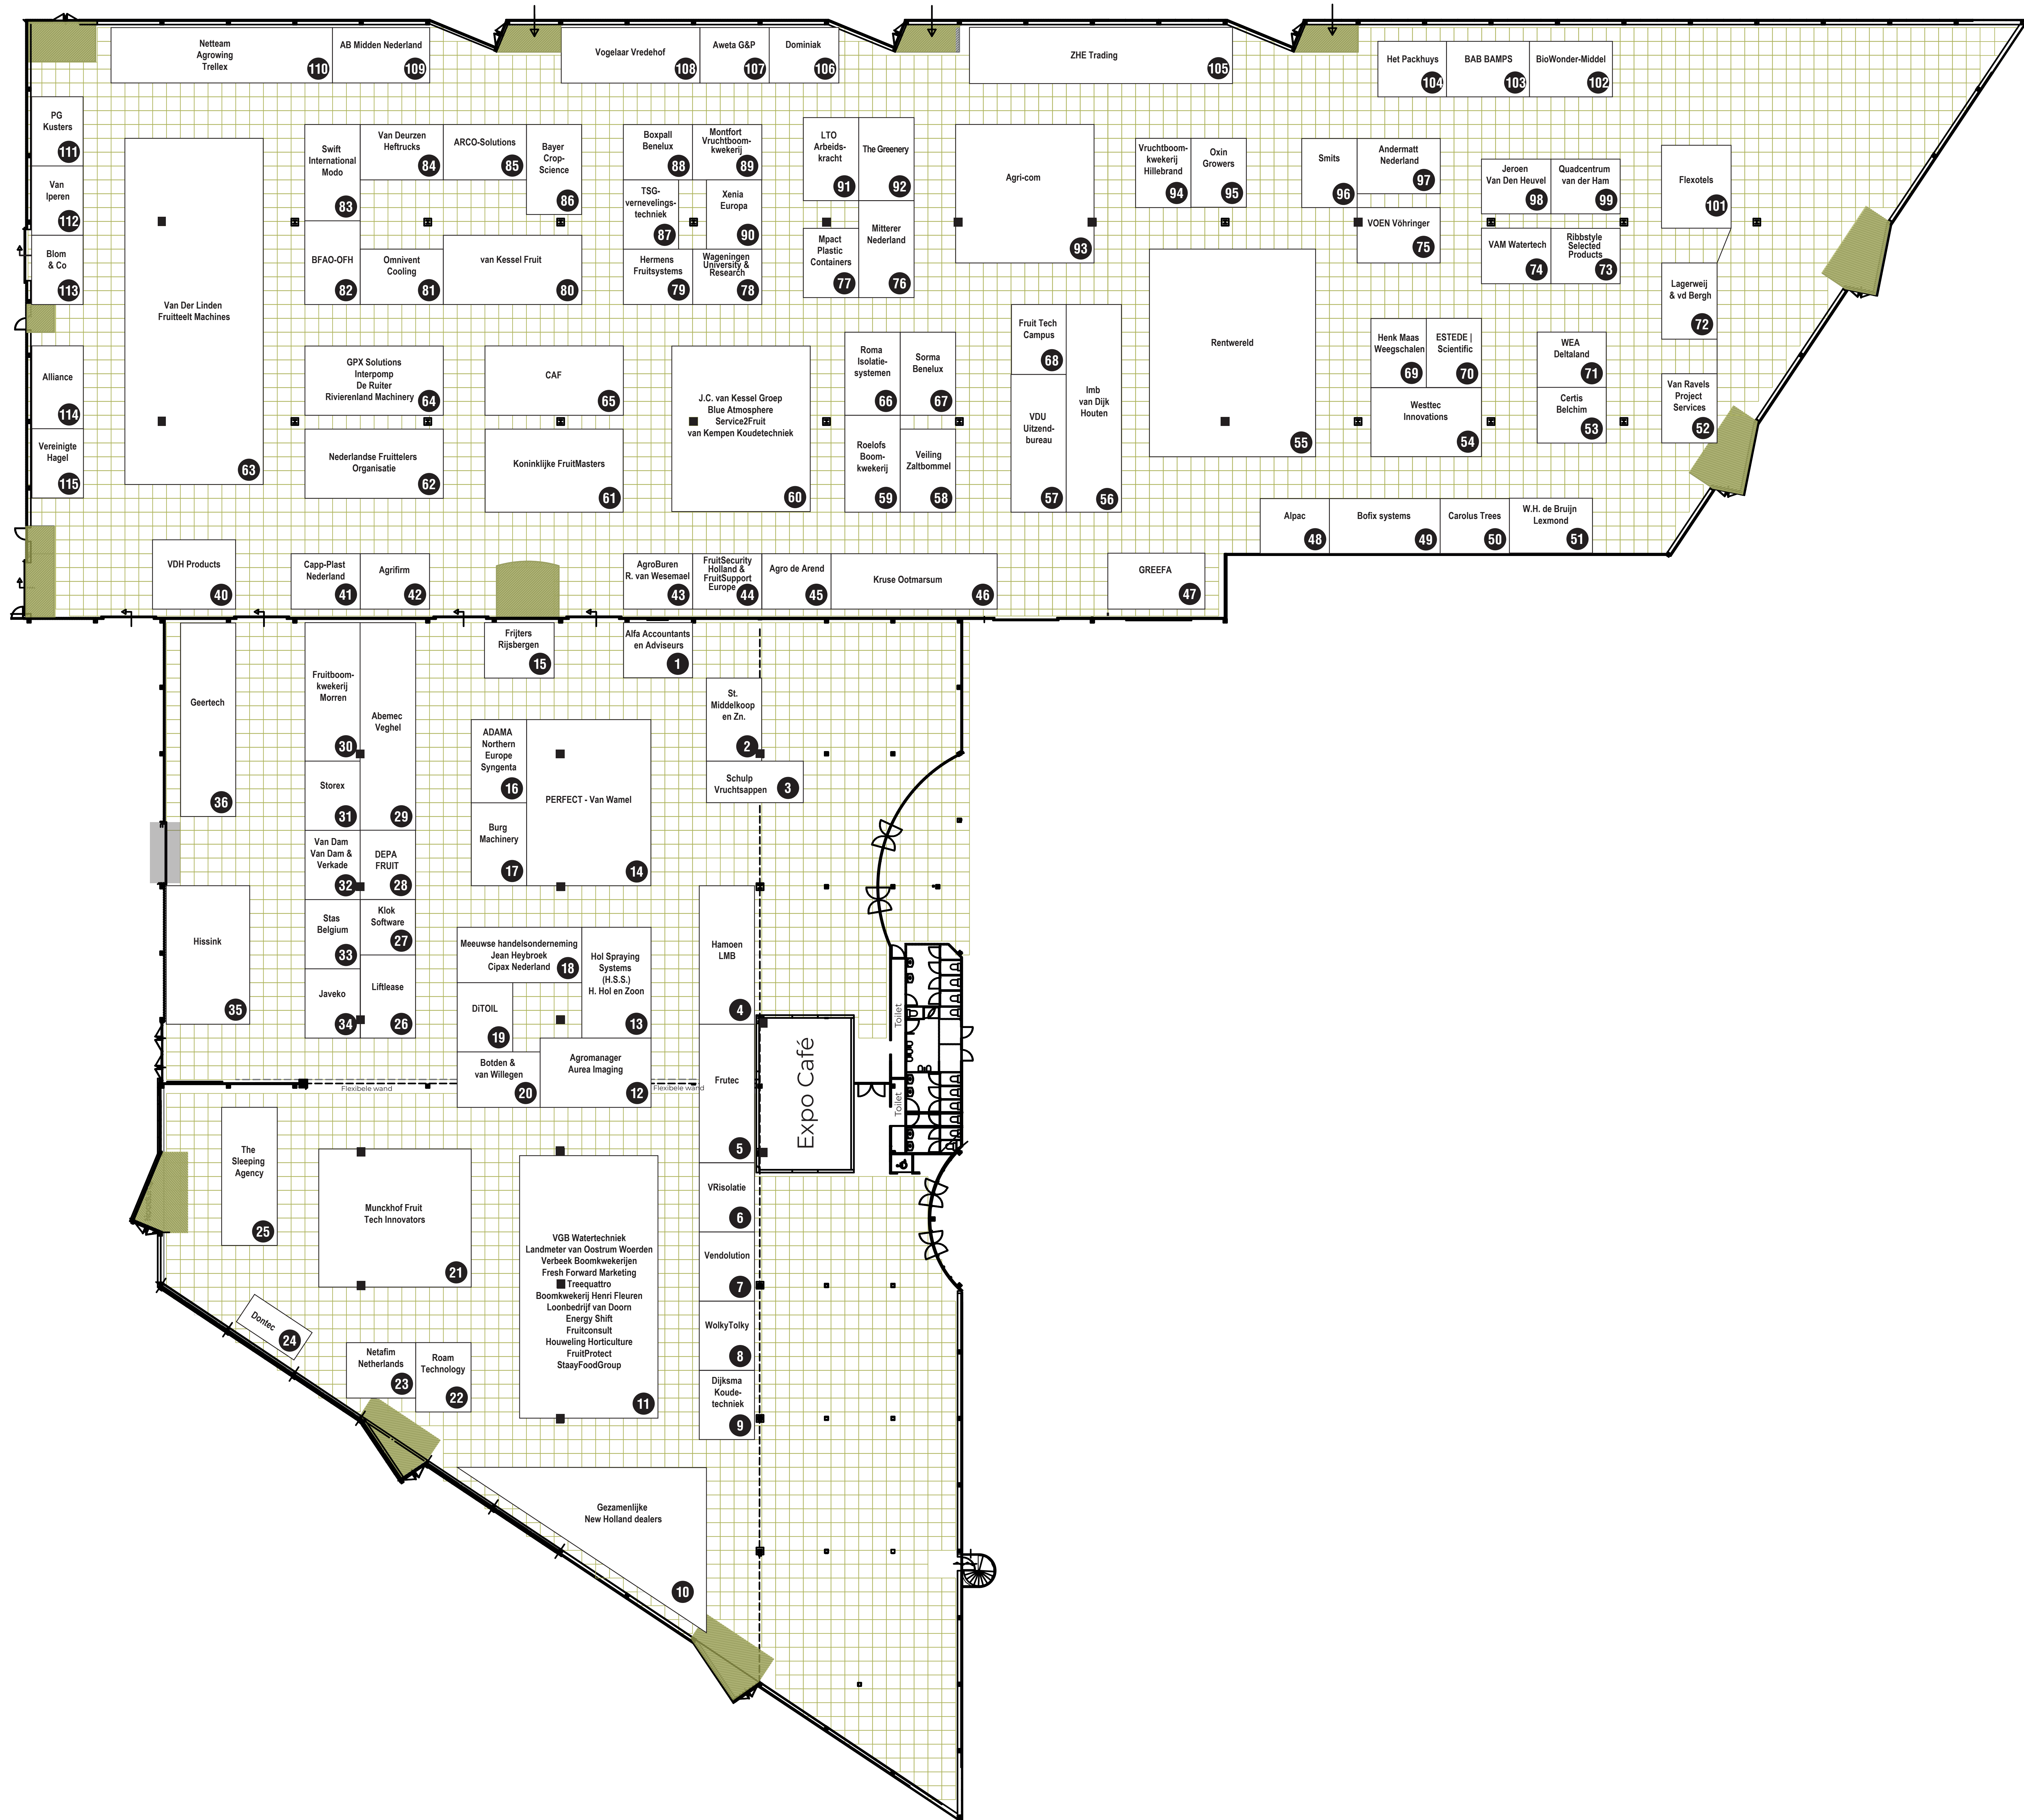 Netteam
Agrowing
Trellex
110
AB Midden Nederland
109
Vogelaar Vredehof
108
Aweta G&P
107
Dominiak
106
ZHE Trading
105
Het Packhuys
104
BAB BAMPS
103
BioWonder-Middel
102
PG
Kusters
111
Van
Iperen
112
Blom
& Co
113
Alliance
114
Vereinigte
Hagel
115
Van Der Linden
Fruitteelt Machines
63
Swift
International
Modo
83
Van Deurzen
Heftrucks
84
ARCO-Solutions
85
Bayer
Crop-
Science
86
BFAO-OFH
82
Omnivent
Cooling
81
van Kessel Fruit
80
Boxpall
Benelux
88
Montfort
Vruchtboom-
kwekerij
89
TSG-
vernevelings-
techniek
87
Xenia
Europa
90
Hermens
Fruitsystems
79
Wageningen
University &
Research
78
LTO
Arbeids-
kracht
91
The Greenery
92
Mpact
Plastic
Containers
77
Mitterer
Nederland
76
Agri-com
93
Vruchtboom-
kwekerij
Hillebrand
94
Oxin
Growers
95
Smits
96
Andermatt
Nederland
97
VOEN Vöhringer
75
Jeroen
Van Den Heuvel
98
Quadcentrum
van der Ham
99
VAM Watertech
74
Ribbstyle
Selected
Products
73
Flexotels
101
Lagerweij
& vd Bergh
72
Van Ravels
Project
Services
52
GPX Solutions
Interpomp
De Ruiter
Rivierenland Machinery
64
CAF
65
Nederlandse Fruittelers
Organisatie
62
Koninklijke FruitMasters
61
J.C. van Kessel Groep
Blue Atmosphere
Service2Fruit
van Kempen Koudetechniek
60
Roma
Isolatie-
systemen
66
Sorma
Benelux
67
Roelofs
Boom-
kwekerij
59
Veiling
Zaltbommel
58
Fruit Tech
Campus
68
VDU
Uitzend-
bureau
57
lmb
van Dijk
Houten
56
Rentwereld
55
Henk Maas
Weegschalen
69
ESTEDE |
Scientific
70
Westtec
Innovations
54
WEA
Deltaland
71
Certis
Belchim
53
Alpac
48
Bofix systems
49
Carolus Trees
50
W.H. de Bruijn
Lexmond
51
VDH Products
40
Capp-Plast
Nederland
41
Agrifirm
42
AgroBuren
R. van Wesemael
43
FruitSecurity
Holland &
FruitSupport
Europe
44
Agro de Arend
45
Kruse Ootmarsum
46
GREEFA
47
Geertech
36
Fruitboom-
kwekerij
Morren
30
Abemec
Veghel
29
Storex
31
Van Dam
Van Dam &
Verkade
32
DEPA
FRUIT
28
Stas
Belgium
33
Klok
Software
27
Javeko
34
Liftlease
26
Hissink
35
Frijters
Rijsbergen
15
Alfa Accountants
en Adviseurs
1
St.
Middelkoop
en Zn.
2
Schulp
Vruchtsappen
3
ADAMA
Northern
Europe
Syngenta
16
Burg
Machinery
17
PERFECT - Van Wamel
14
Meeuwse handelsonderneming
Jean Heybroek
Cipax Nederland
18
Hol Spraying
Systems
(H.S.S.)
H. Hol en Zoon
13
DiTOIL
19
Botden &
van Willegen
20
Agromanager
Aurea Imaging
12
Hamoen
LMB
4
Frutec
5
Expo Café
Toilet
Toilet
Flexibele wand
Flexibele wand
VRisolatie
6
Vendolution
7
WolkyTolky
8
Dijksma
Koude-
techniek
9
The
Sleeping
Agency
25
Munckhof Fruit
Tech Innovators
21
VGB Watertechniek
Landmeter van Oostrum Woerden
Verbeek Boomkwekerijen
Fresh Forward Marketing
Treequattro
Boomkwekerij Henri Fleuren
Loonbedrijf van Doorn
Energy Shift
Fruitconsult
Houweling Horticulture
FruitProtect
StaayFoodGroup
11
Dontec
24
Netafim
Netherlands
23
Roam
Technology
22
Gezamenlijke
New Holland dealers
10